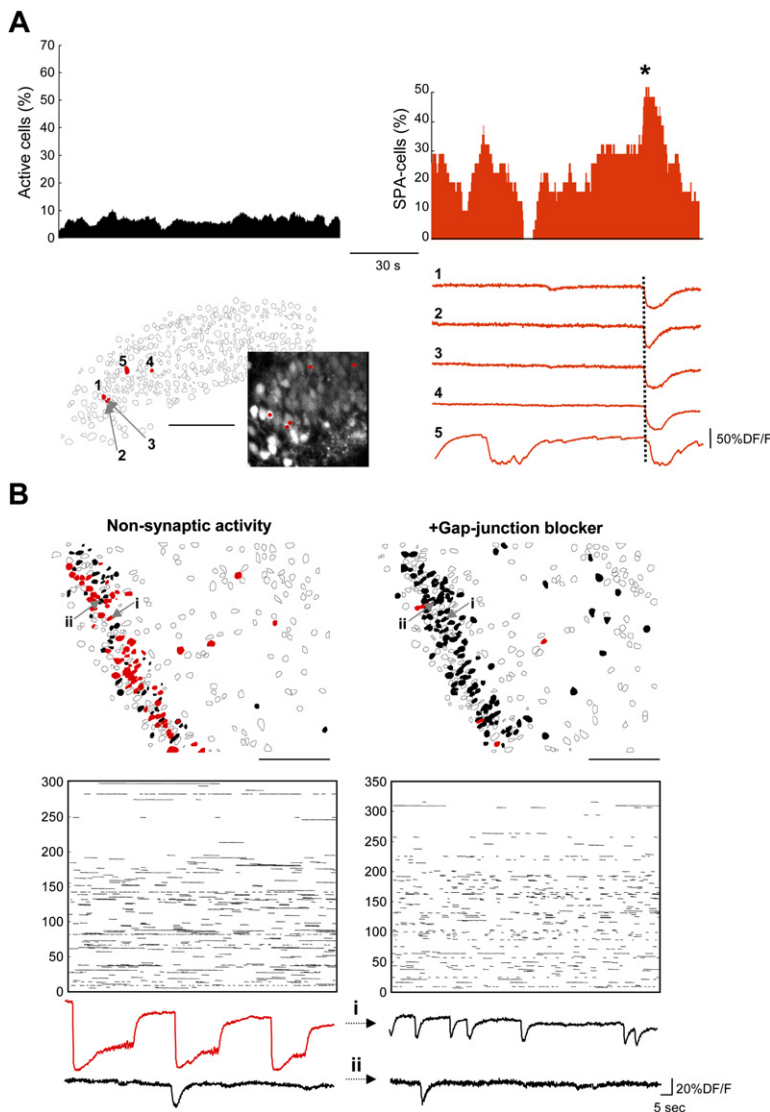 A
70
60
50
40
30
20
10
0
Active cells (%)
*
50
40
30
20
10
0
SPA-cells (%)
30 s
5
4
1
2
3
1
2
3
4
5
50%DF/F
B
Non-synaptic activity
+Gap-junction blocker
i
ii
i
ii
300
250
200
150
100
50
0
350
300
250
200
150
100
50
0
i
ii
20%DF/F
5 sec